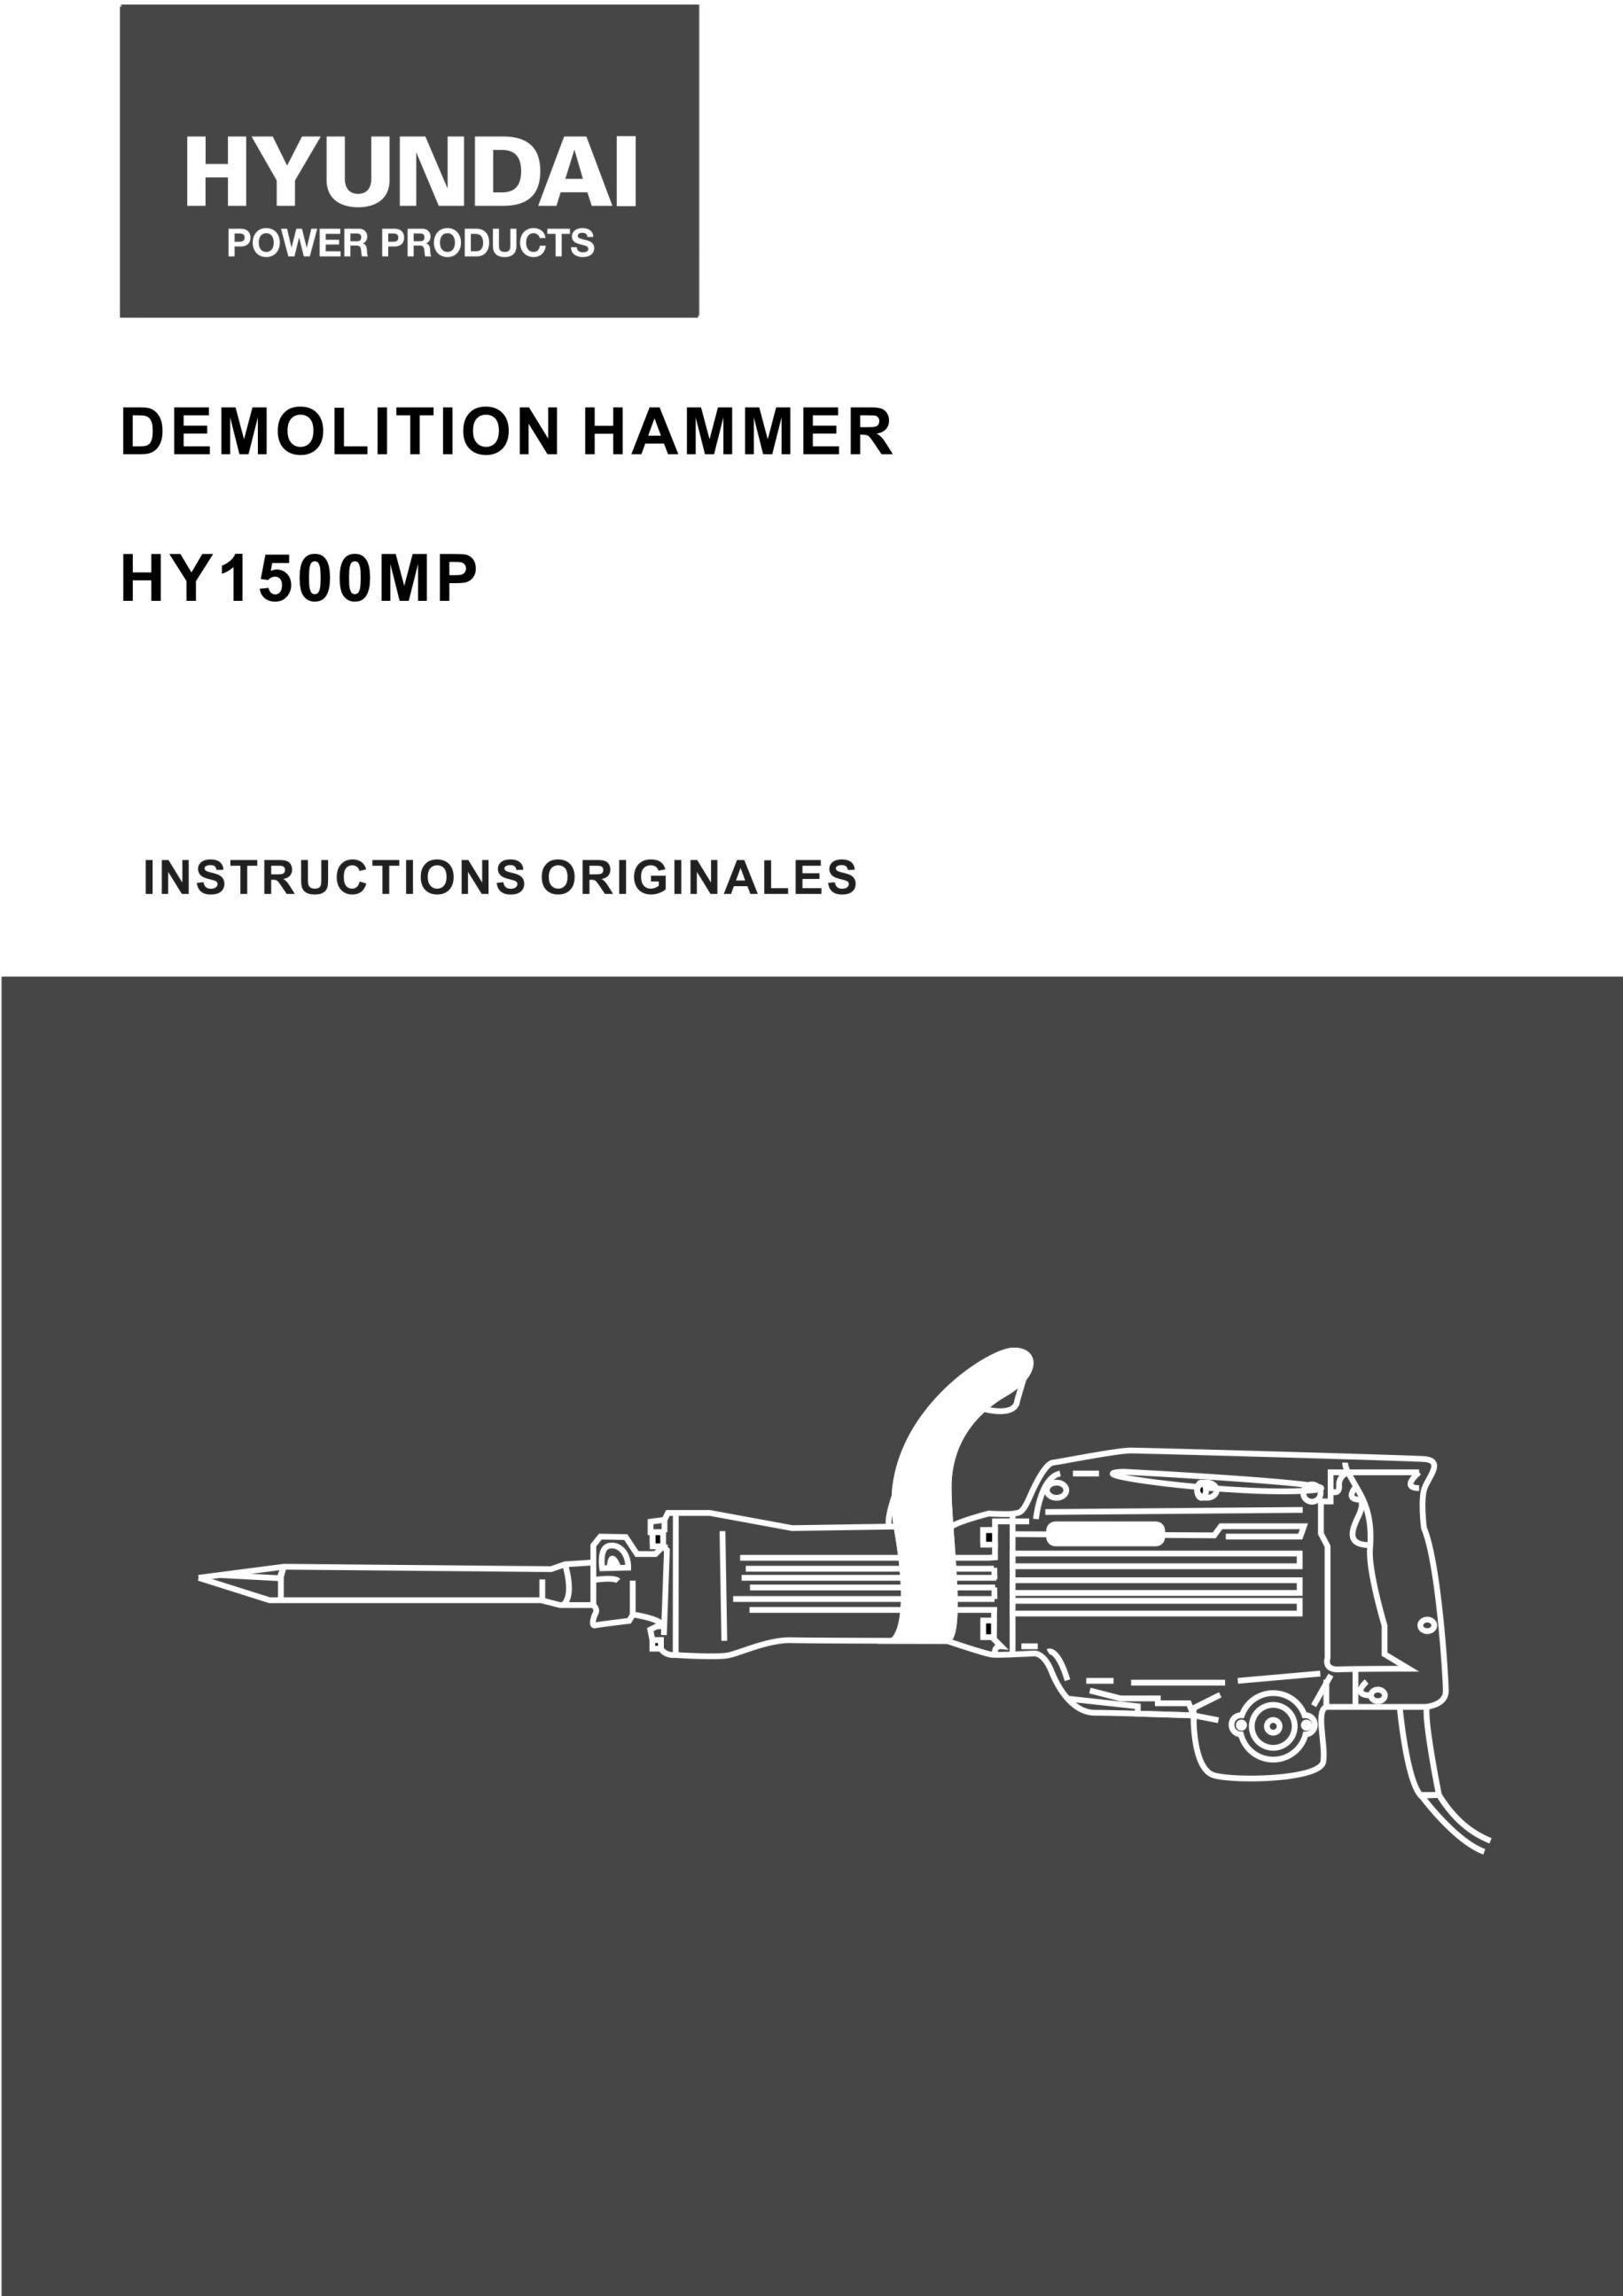 HYUNDAI
POWER PRODUCTS
DEMOLITION HAMMER
HY1500MP
INSTRUCTIONS ORIGINALES